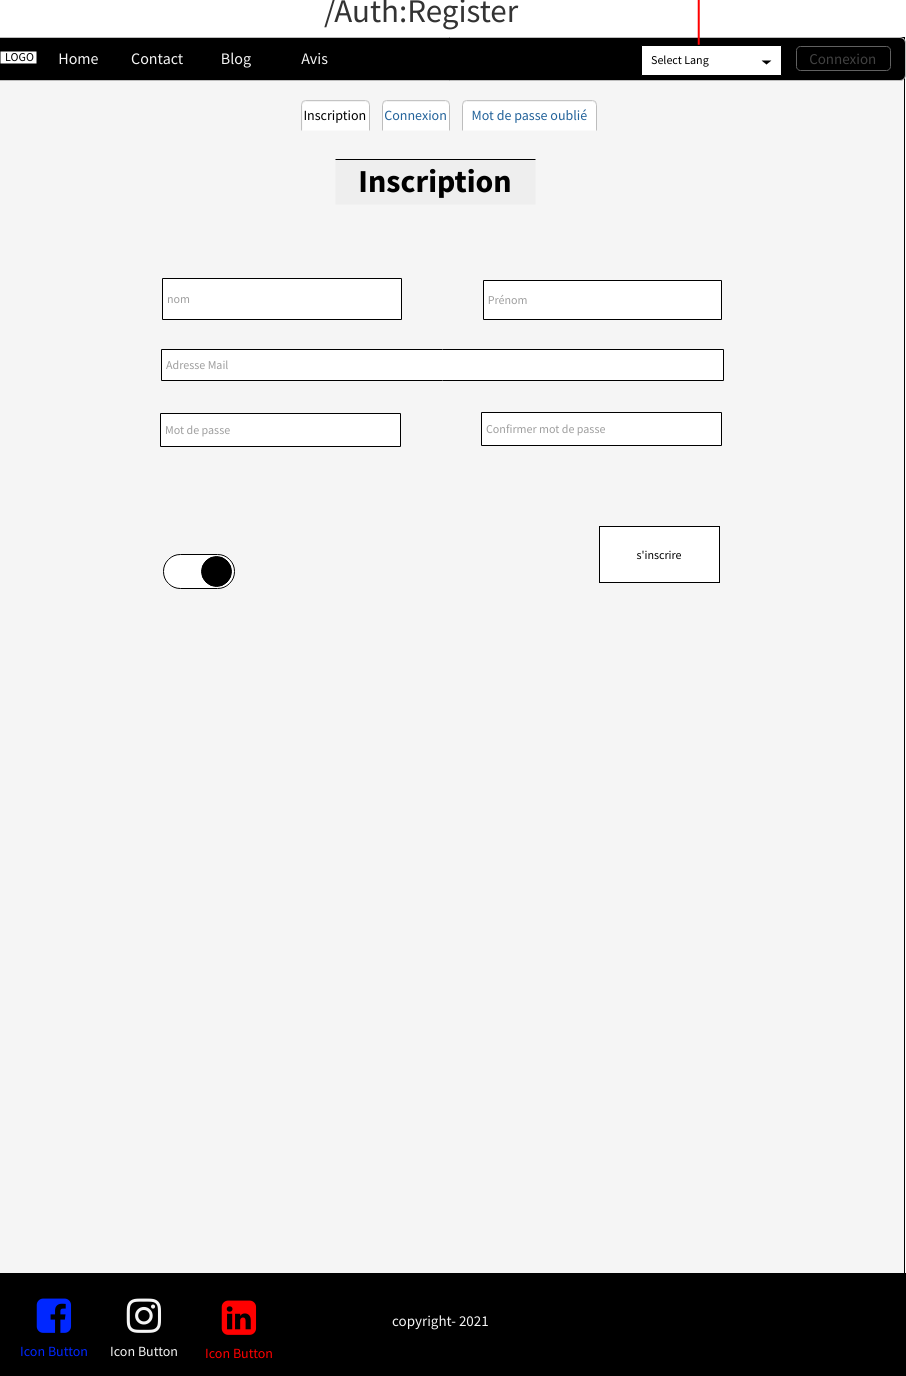 /Auth:Register
LOGO Home Contact Blog Avis Select Lang Connexion
Inscription Connexion Mot de passe oublié
Inscription
nom Prénom
Adresse Mail
Mot de passe Confirmer mot de passe
s'inscrire
copyright- 2021
Icon Button Icon Button Icon Button